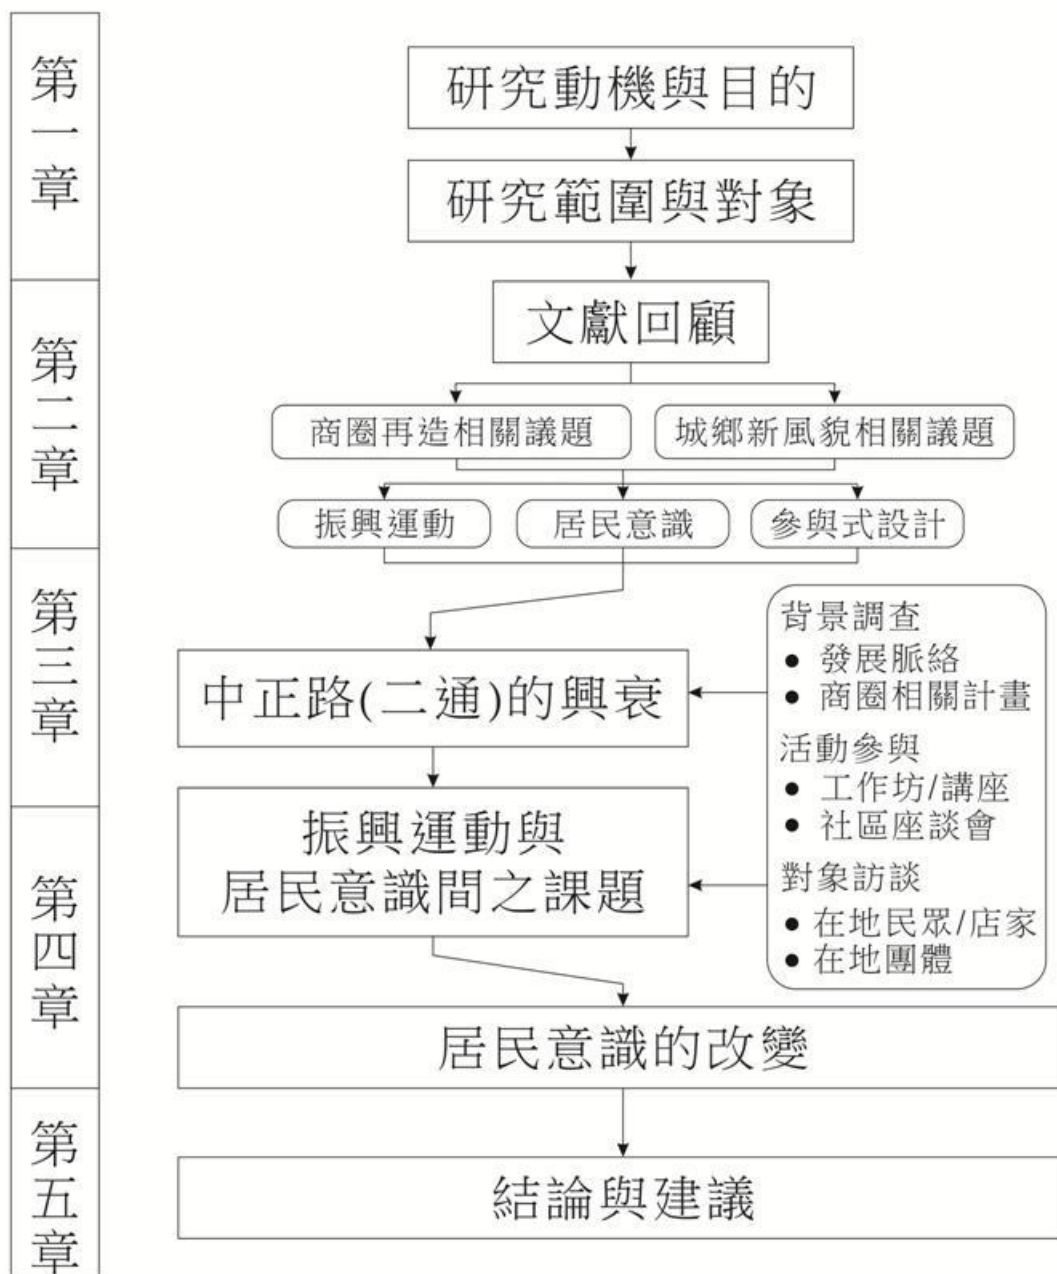 第一章
研究動機與目的
研究範圍與對象
第二章
文獻回顧
商圈再造相關議題
城鄉新風貌相關議題
振興運動
居民意識
參與式設計
第三章
中正路(二通)的興衰
背景調查
● 發展脈絡
● 商圈相關計畫
活動參與
● 工作坊/講座
● 社區座談會
對象訪談
● 在地民眾/店家
● 在地團體
第四章
振興運動與
居民意識間之課題
居民意識的改變
第五章
結論與建議